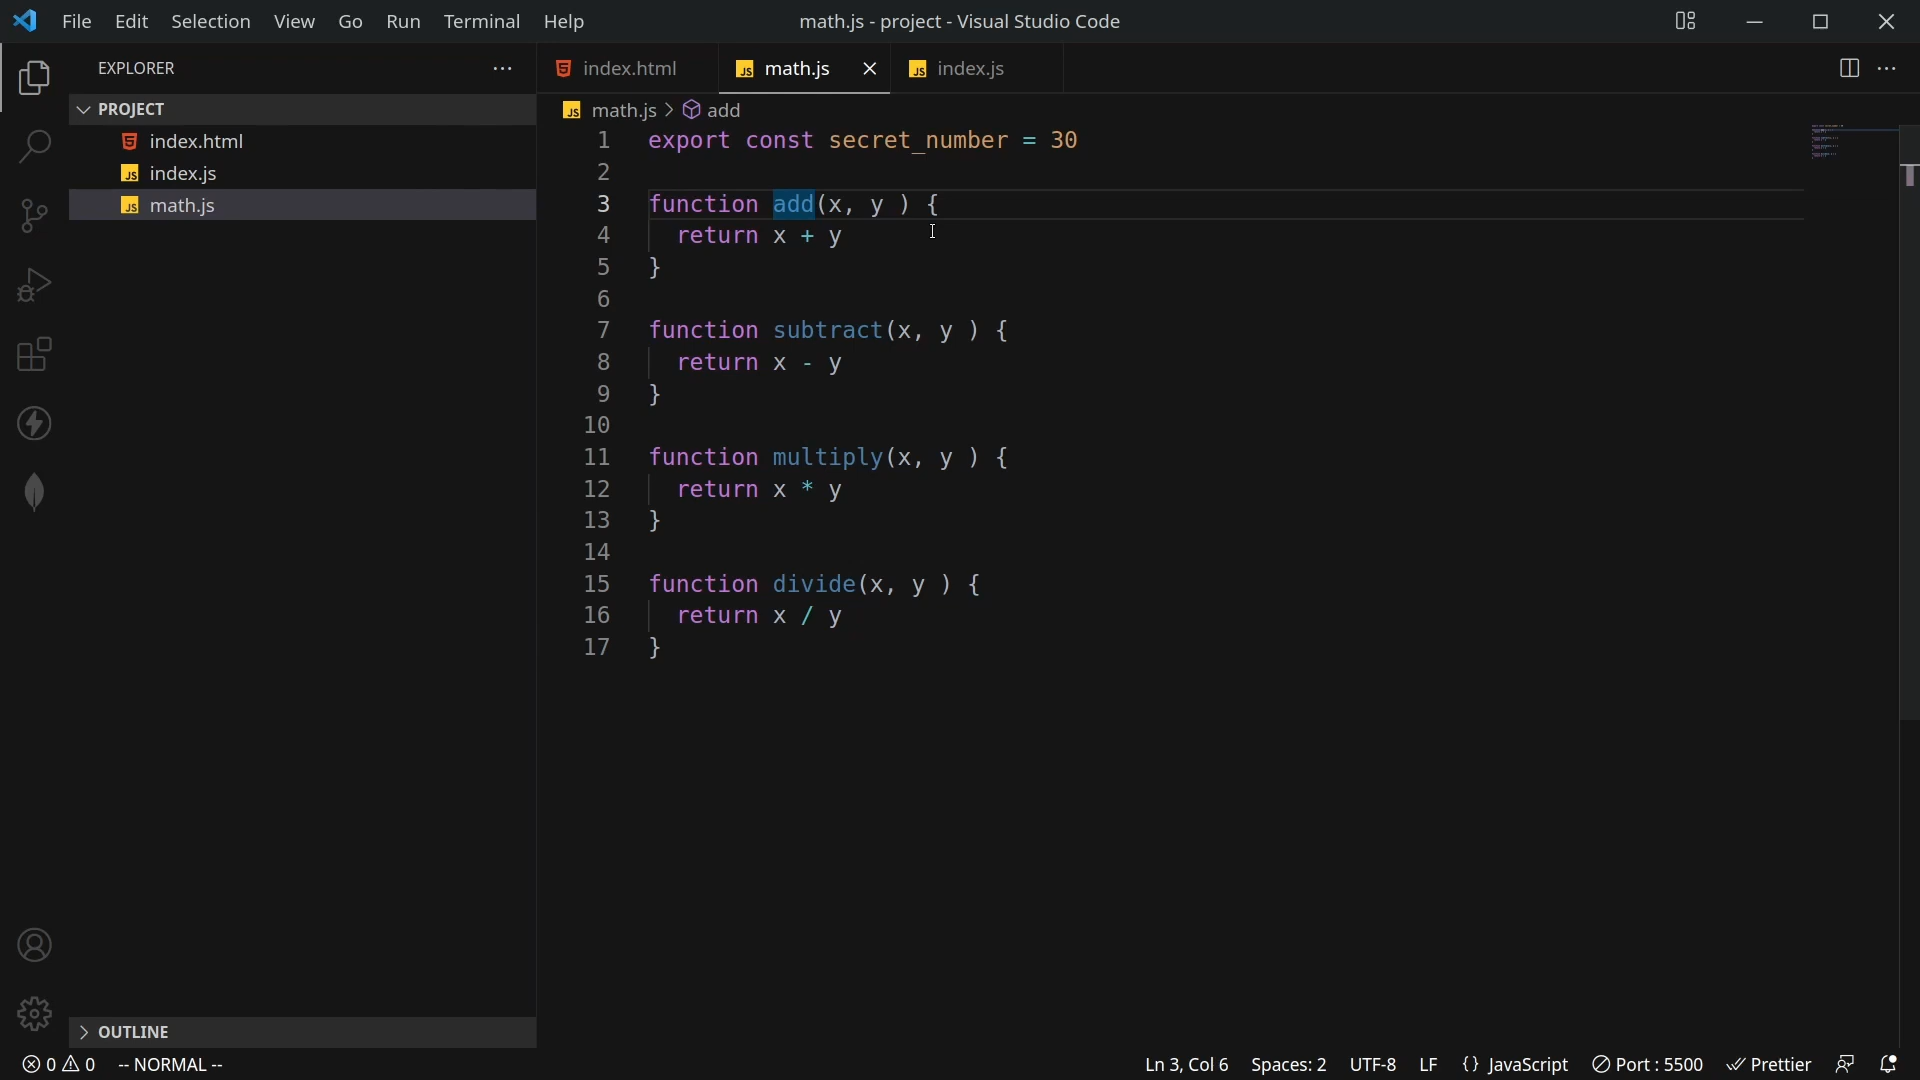 File Edit Selection View Go Run Terminal Help
math.js - project - Visual Studio Code
EXPLORER
PROJECT
index.html
index.js
math.js
OUTLINE
index.html
math.js
index.js
math.js > add
1 export const secret_number = 30
2
3 function add(x, y ) {
4 return x + y
5 }
6
7 function subtract(x, y ) {
8 return x - y
9 }
10
11 function multiply(x, y ) {
12 return x * y
13 }
14
15 function divide(x, y ) {
16 return x / y
17 }
0 0 -- NORMAL --
Ln 3, Col 6 Spaces: 2 UTF-8 LF {} JavaScript Port : 5500 Prettier